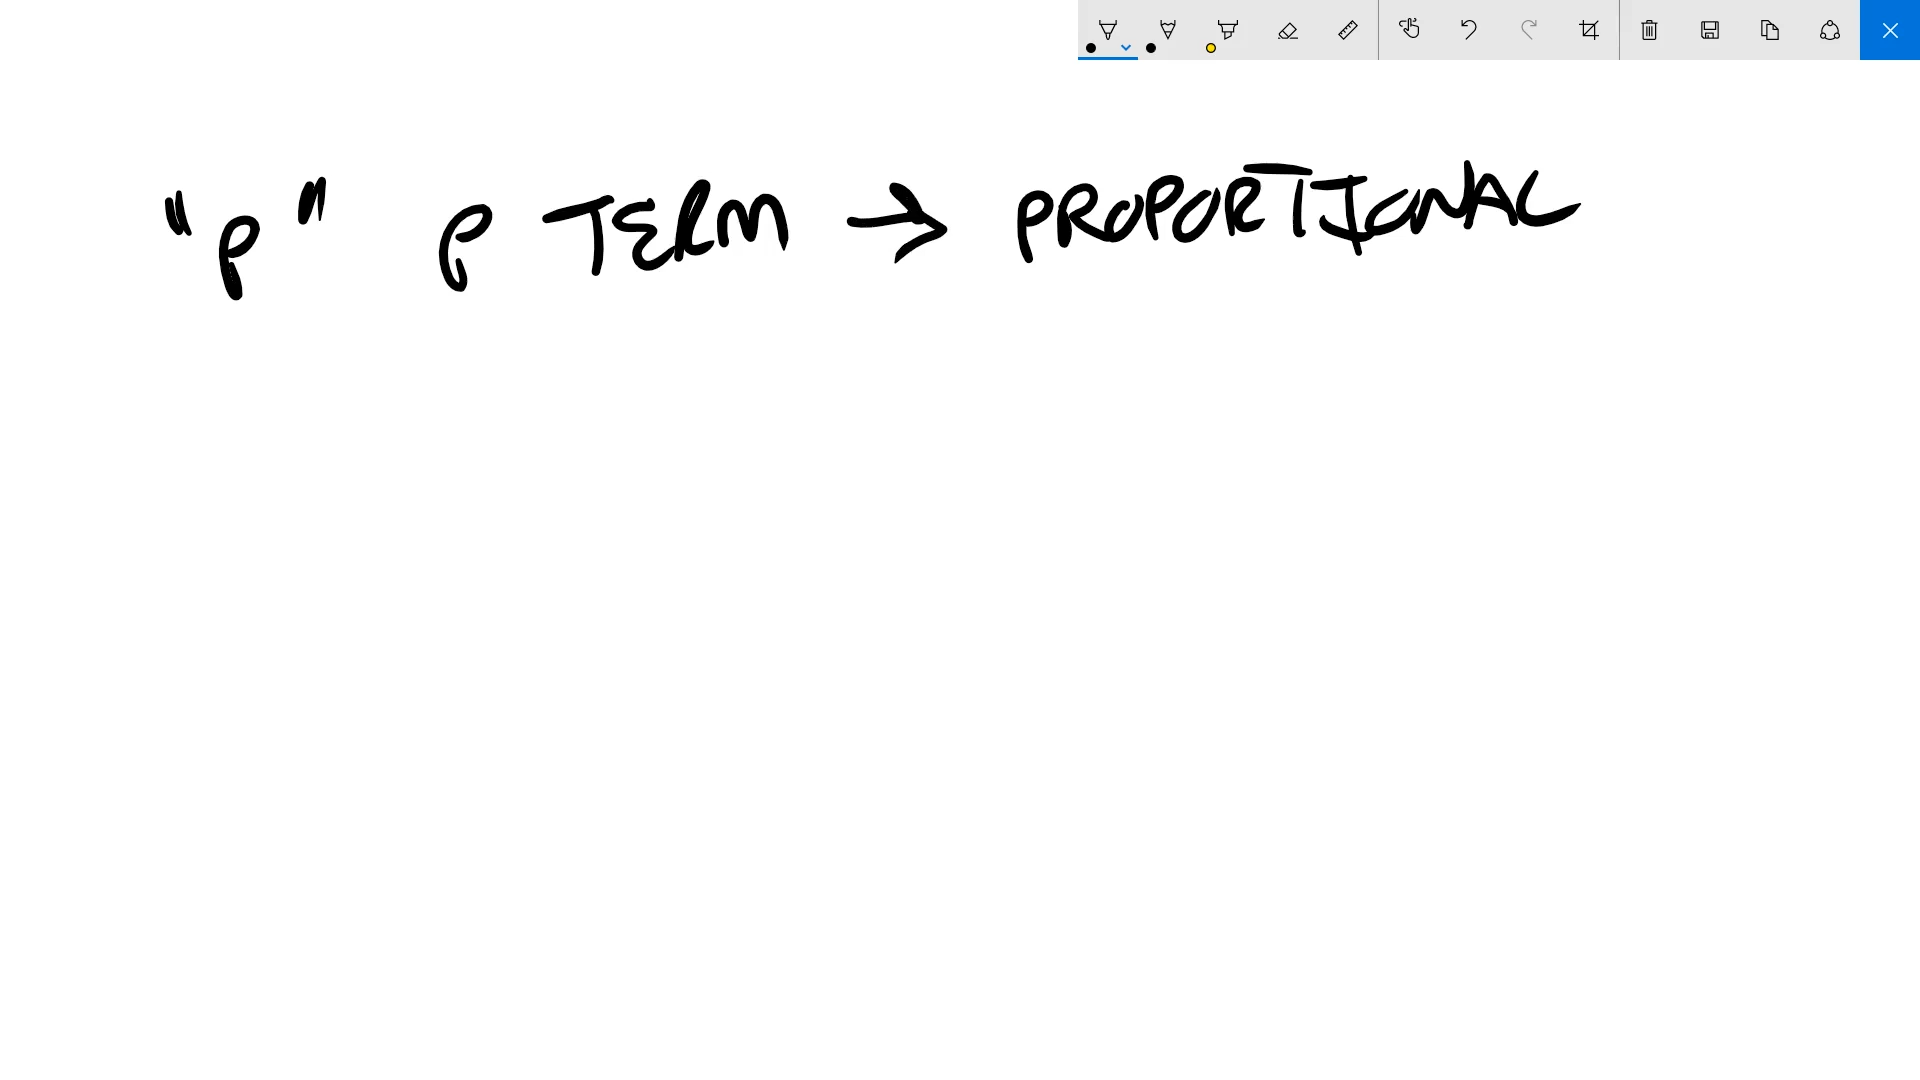 "P" P TERM → PROPORTIONAL